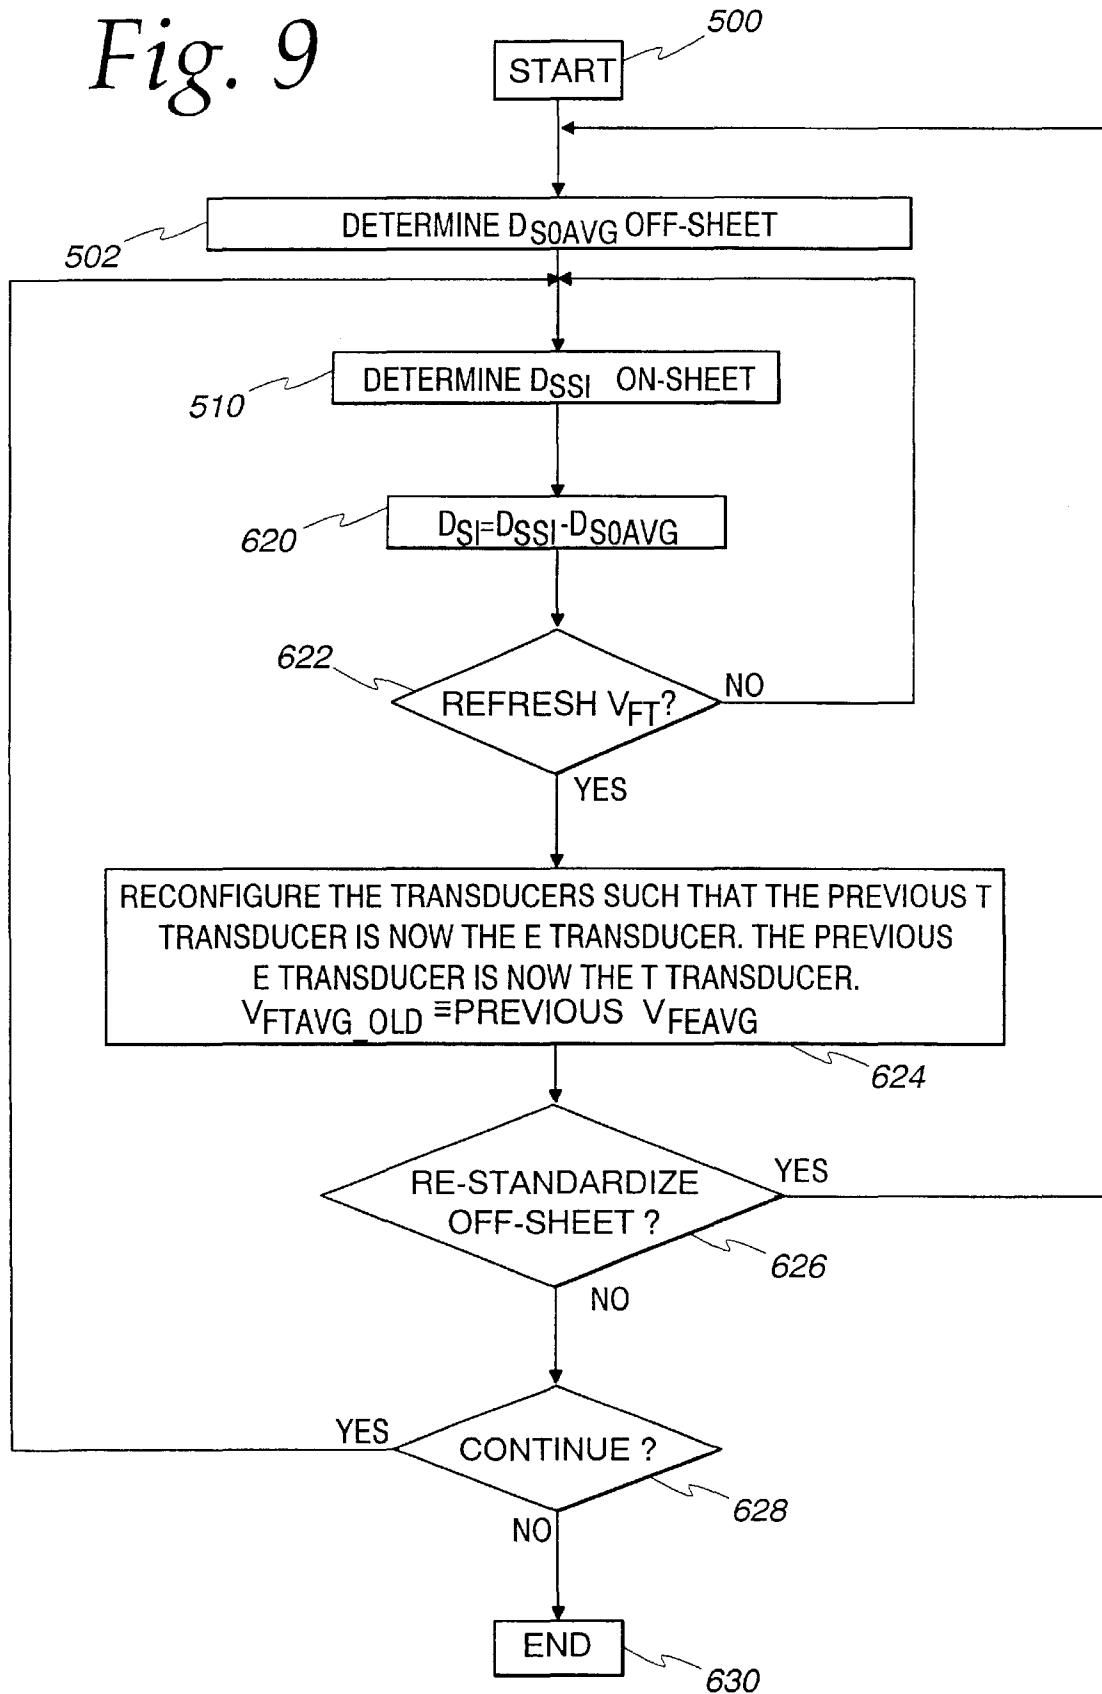 Fig. 9
500
START
DETERMINE DS0AVG OFF-SHEET
502
DETERMINE DSSI ON-SHEET
510
DSI=DSSI-DS0AVG
620
622
REFRESH VFT?
NO
YES
RECONFIGURE THE TRANSDUCERS SUCH THAT THE PREVIOUS T
TRANSDUCER IS NOW THE E TRANSDUCER. THE PREVIOUS
E TRANSDUCER IS NOW THE T TRANSDUCER.
VFTAVG_OLD ≡PREVIOUS VFEAVG
624
RE-STANDARDIZE
OFF-SHEET ?
YES
626
NO
YES
CONTINUE ?
628
NO
END
630